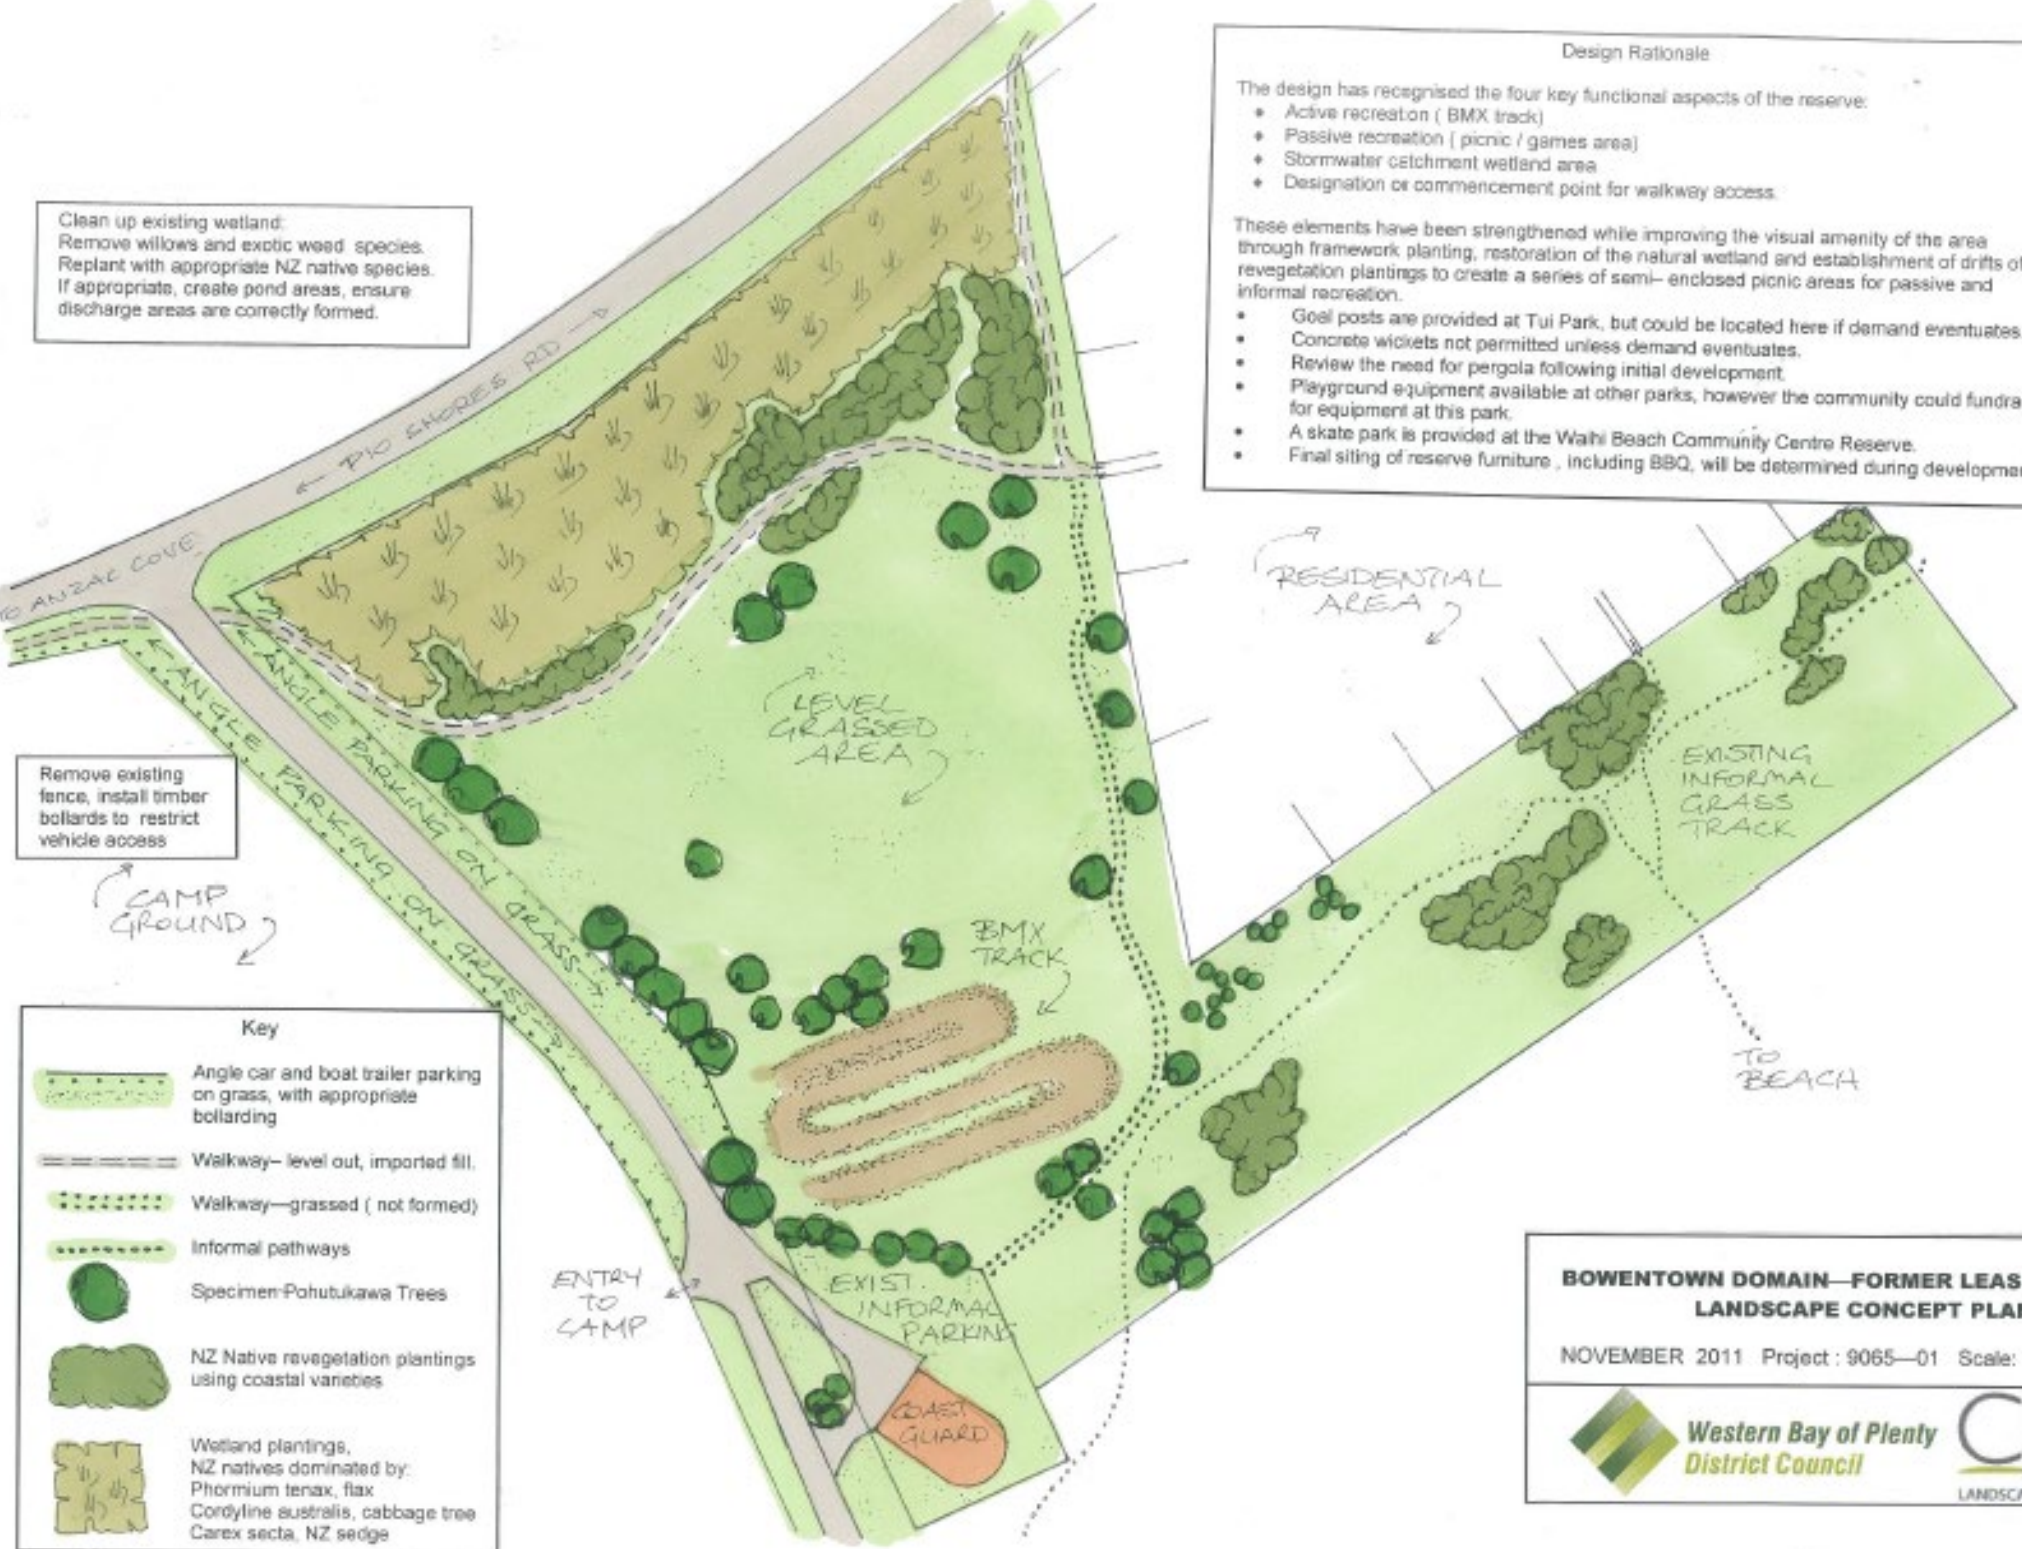 Clean up existing wetland:
Remove willows and exotic weed species.
Replant with appropriate NZ native species.
If appropriate, create pond areas, ensure
discharge areas are correctly formed.
Design Rationale
The design has recognised the four key functional aspects of the reserve:
Active recreation ( BMX track)
Passive recreation ( picnic / games area)
Stormwater catchment wetland area
Designation or commencement point for walkway access.
These elements have been strengthened while improving the visual amenity of the area
through framework planting, restoration of the natural wetland and establishment of drifts of
revegetation plantings to create a series of semi– enclosed picnic areas for passive and
informal recreation.
Goal posts are provided at Tui Park, but could be located here if demand eventuates.
Concrete wickets not permitted unless demand eventuates.
Review the need for pergola following initial development.
Playground equipment available at other parks, however the community could fundra
for equipment at this park.
A skate park is provided at the Waihi Beach Community Centre Reserve.
Final siting of reserve furniture , including BBQ, will be determined during developmen
PIO SHORES RD
TO ANZAC COVE
RESIDENTIAL
AREA
LEVEL
GRASSED
AREA
ANGLE PARKING ON GRASS
ANGLE PARKING ON GRASS
EXISTING
INFORMAL
GRASS
TRACK
Remove existing
fence, install timber
bollards to restrict
vehicle access
CAMP
GROUND
BMX
TRACK
TO
BEACH
ENTRY
TO
CAMP
EXIST.
INFORMAL
PARKING
COAST
GUARD
Key
Angle car and boat trailer parking
on grass, with appropriate
bollarding
Walkway– level out, imported fill.
Walkway—grassed ( not formed)
Informal pathways
Specimen-Pohutukawa Trees
NZ Native revegetation plantings
using coastal varieties
Wetland plantings,
NZ natives dominated by:
Phormium tenax, flax
Cordyline australis, cabbage tree
Carex secta, NZ sedge
BOWENTOWN DOMAIN—FORMER LEAS
LANDSCAPE CONCEPT PLAN
NOVEMBER 2011 Project : 9065—01 Scale:
Western Bay of Plenty
District Council
LANDSCA